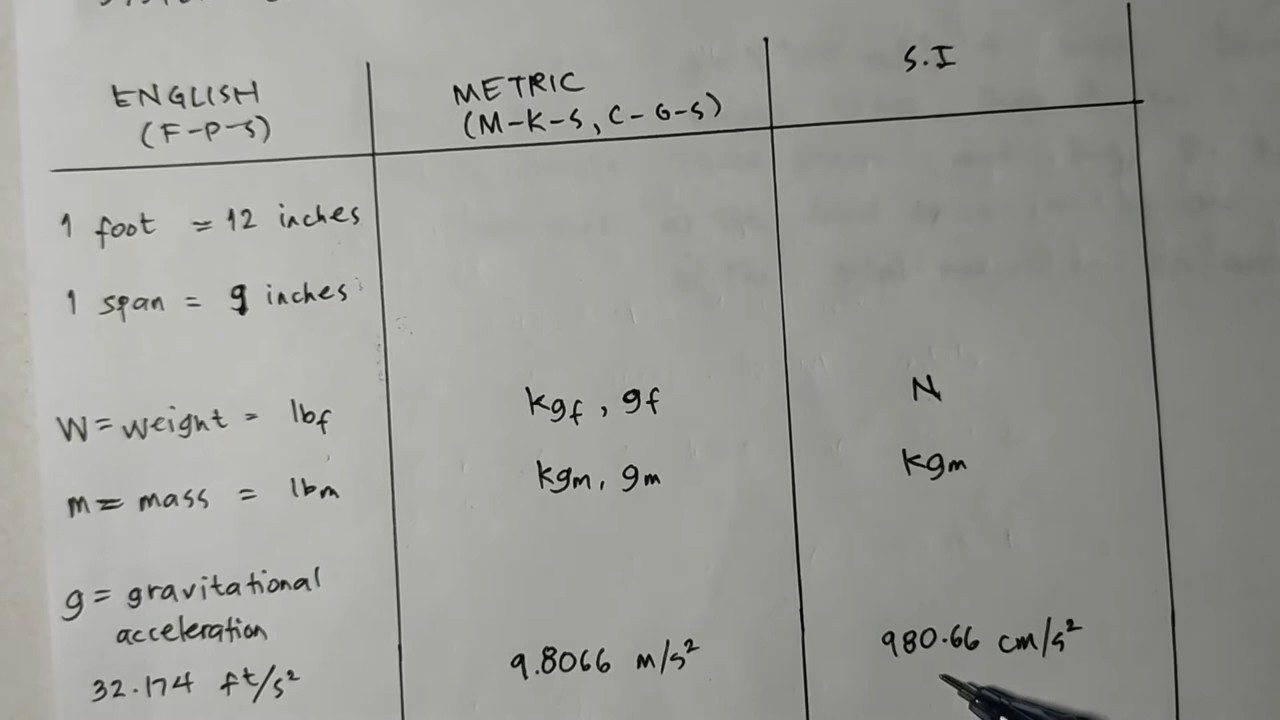 ENGLISH
(F-P-S)
METRIC
(M-K-S, C-G-S)
S.I
1 foot = 12 inches
1 span = 9 inches
W = weight = lbf
kgf, gf
N
m = mass = lbm
kgm, gm
kgm
g = gravitational
acceleration
32.174 ft/s²
9.8066 m/s²
980.66 cm/s²